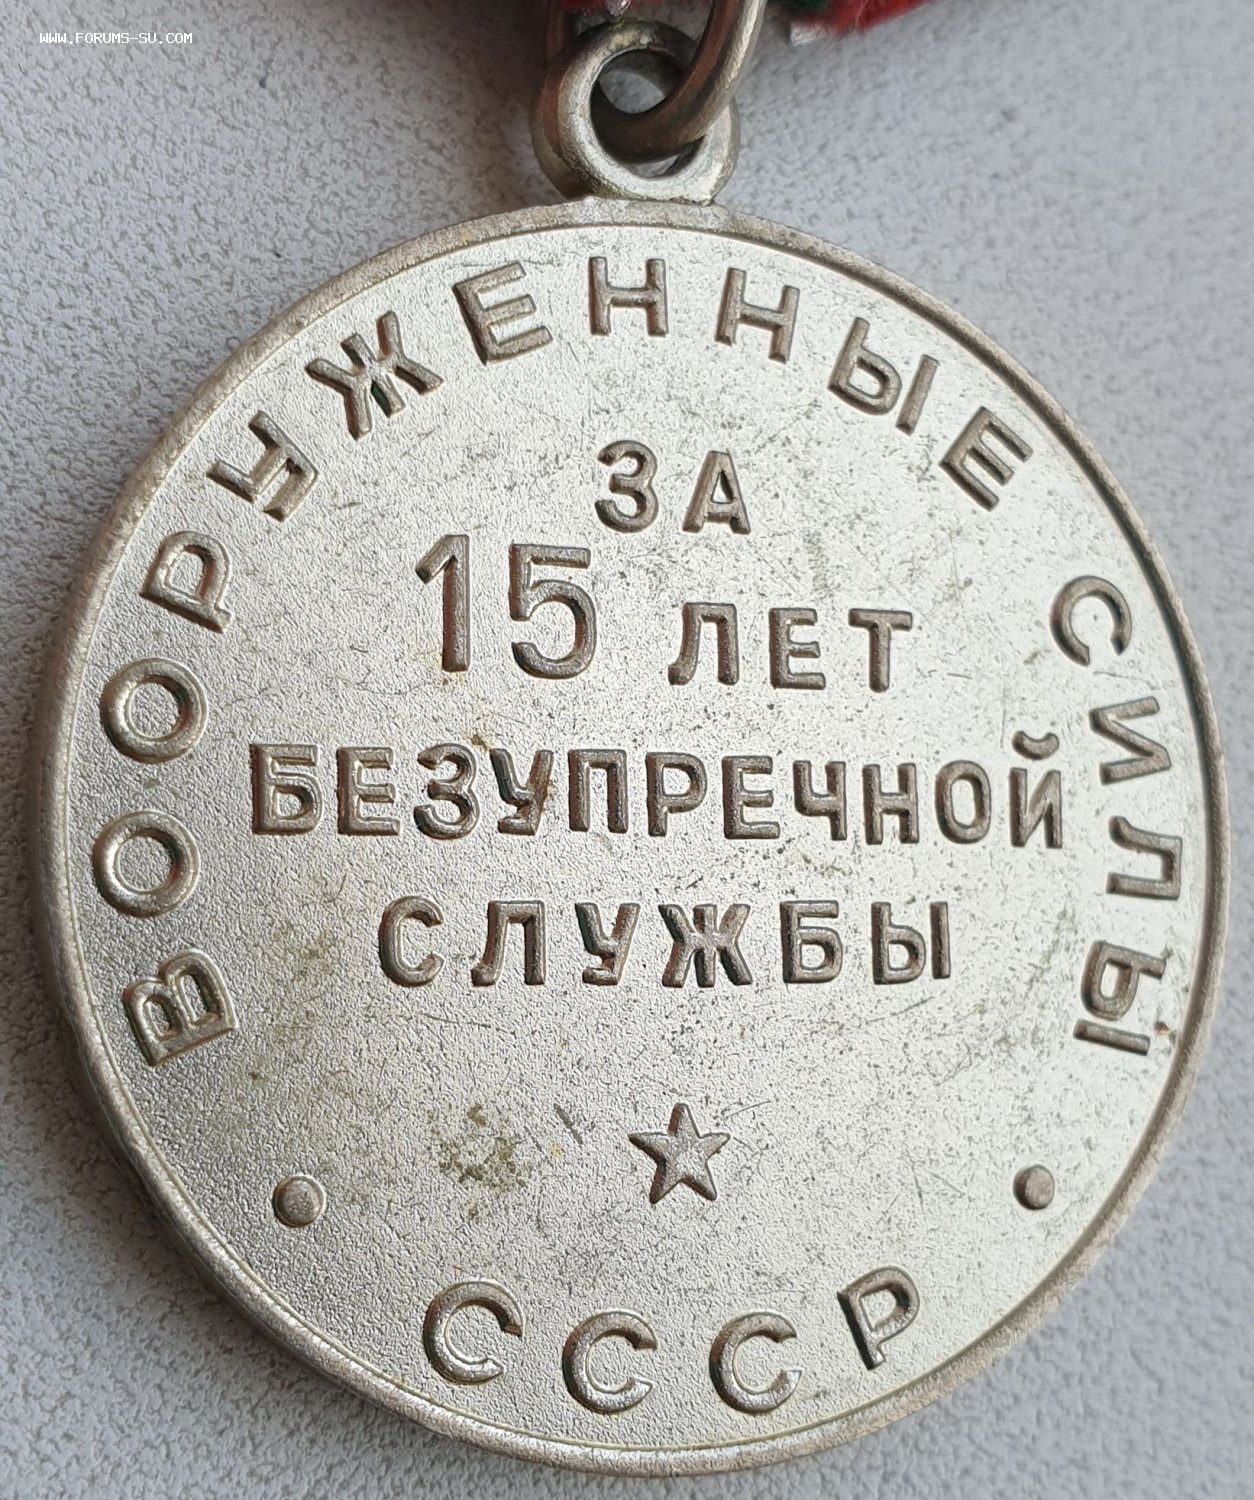 WWW.FORUMS-SU.COM
ВООРУЖЕННЫЕ СИЛЫ
ЗА
15 ЛЕТ
БЕЗУПРЕЧНОЙ
СЛУЖБЫ
СССР